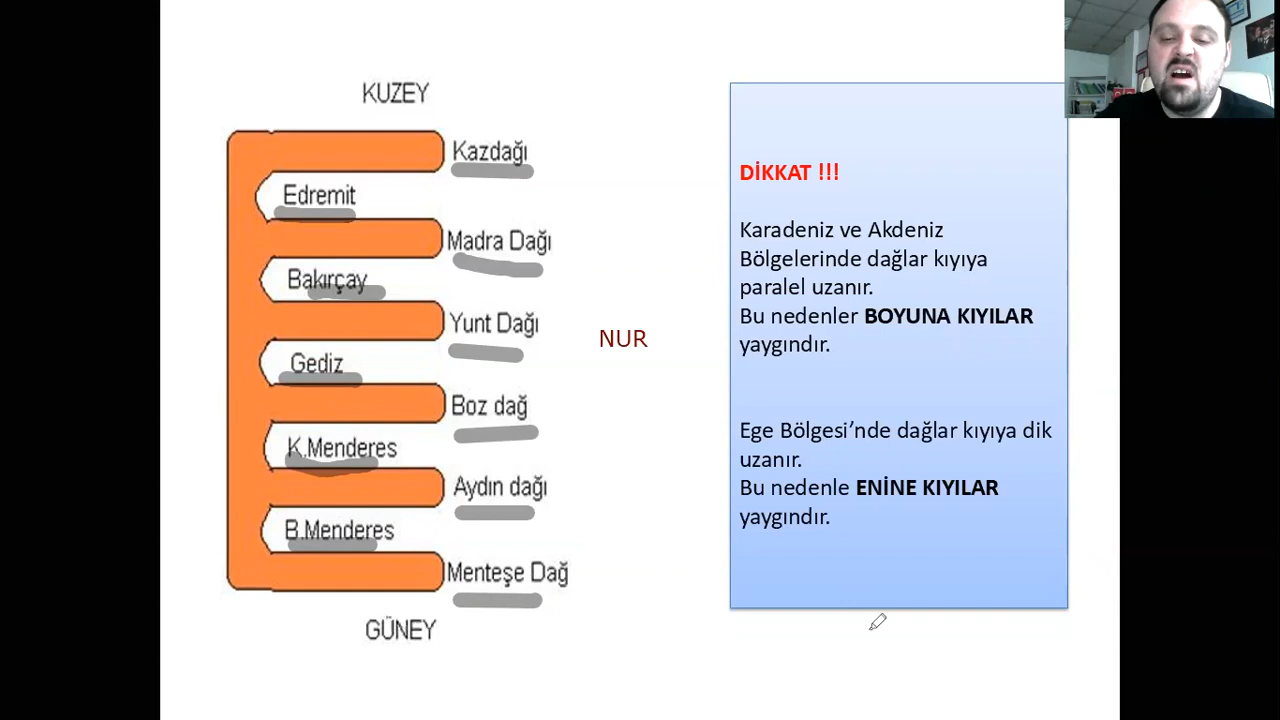 KUZEY
Kazdağı
Edremit
Madra Dağı
Bakırçay
Yunt Dağı
Gediz
Boz dağ
K.Menderes
Aydın dağı
B.Menderes
Menteşe Dağ
GÜNEY
NUR
DİKKAT !!!
Karadeniz ve Akdeniz
Bölgelerinde dağlar kıyıya
paralel uzanır.
Bu nedenler BOYUNA KIYILAR
yaygındır.
Ege Bölgesi’nde dağlar kıyıya dik
uzanır.
Bu nedenle ENİNE KIYILAR
yaygındır.